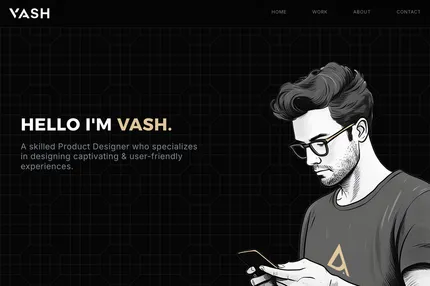 VASH
HOME WORK ABOUT CONTACT
HELLO I'M VASH.
A skilled Product Designer who specializes
in designing captivating & user-friendly
experiences.